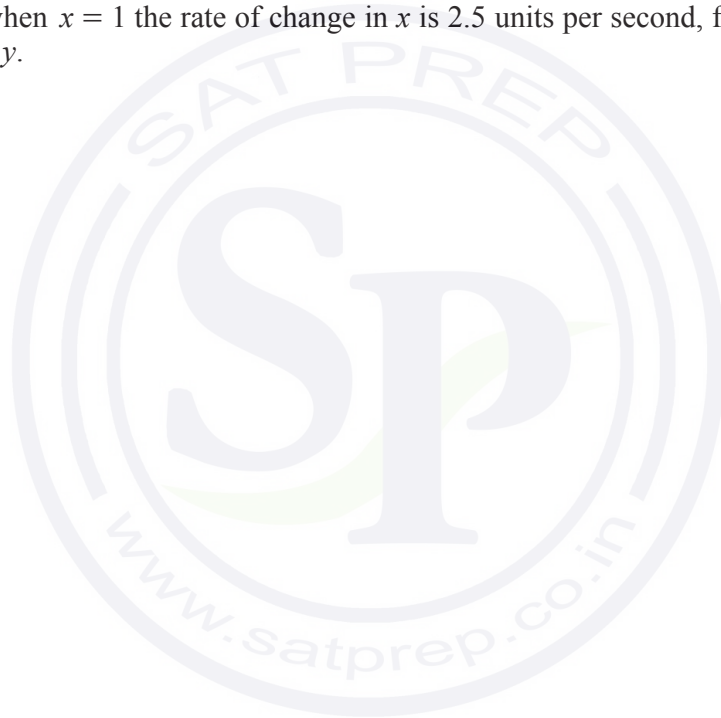 when x = 1 the rate of change in x is 2.5 units per second, f
y.
SAT PREP
SP
www.satprep.co.in